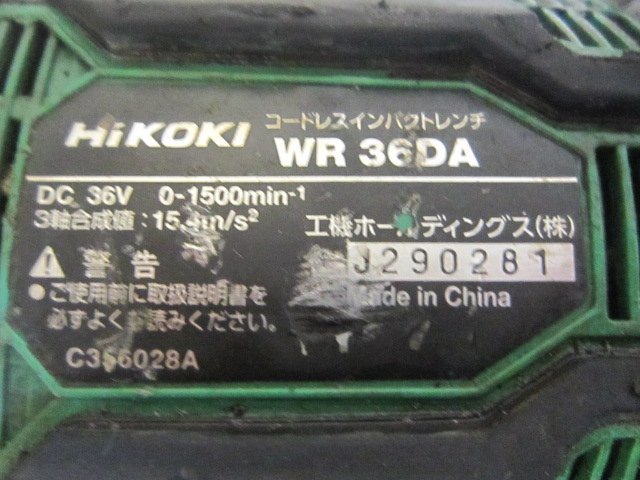 HiKOKI
コードレスインパクトレンチ
WR 36DA
DC 36V 0-1500min-1
3軸合成値:15.4m/s2
工機ホールディングス(株)
J290281
警告
Made in China
●ご使用前に取扱説明書を
必ずよくお読みください。
C356028A